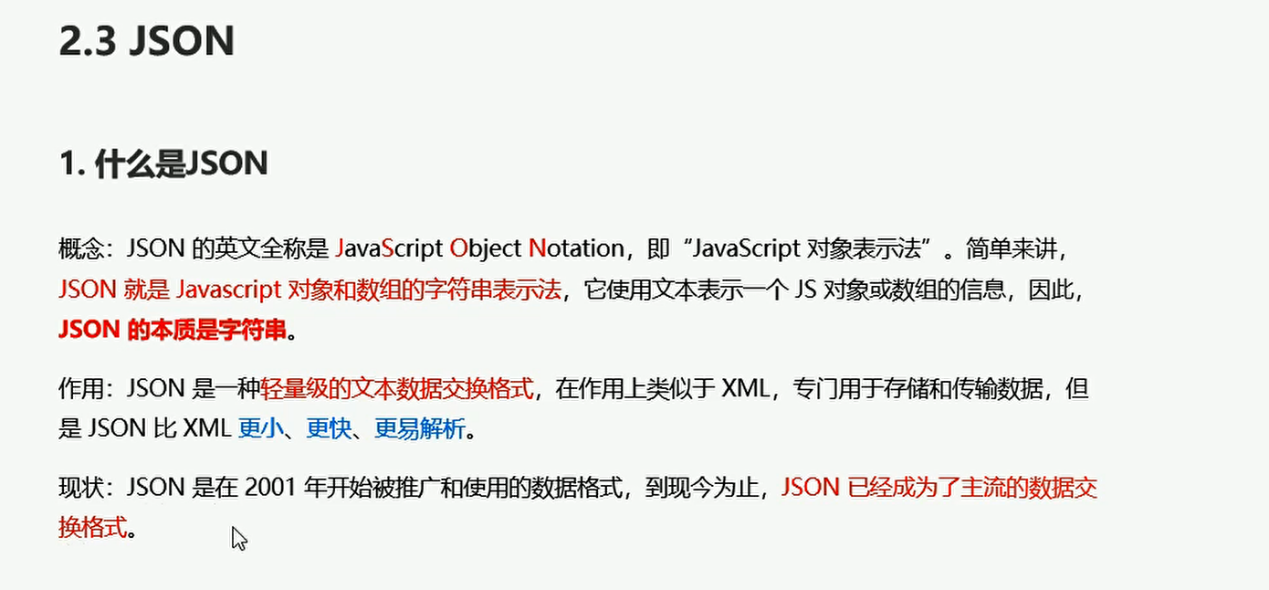 2.3 JSON
1. 什么是JSON
概念：JSON 的英文全称是 JavaScript Object Notation，即“JavaScript 对象表示法”。简单来讲，
JSON 就是 Javascript 对象和数组的字符串表示法，它使用文本表示一个 JS 对象或数组的信息，因此，
JSON 的本质是字符串。
作用：JSON 是一种轻量级的文本数据交换格式，在作用上类似于 XML，专门用于存储和传输数据，但
是 JSON 比 XML 更小、更快、更易解析。
现状：JSON 是在 2001 年开始被推广和使用的数据格式，到现今为止，JSON 已经成为了主流的数据交
换格式。